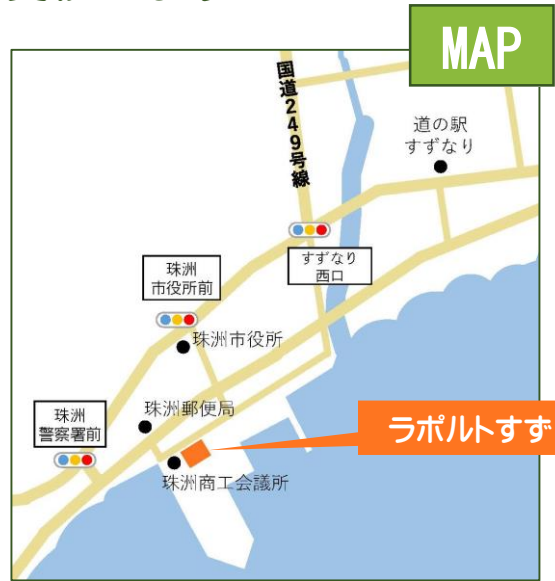 MAP
国道249号線
道の駅
すずなり
すずなり
西口
珠洲
市役所前
珠洲市役所
珠洲
警察署前
珠洲郵便局
ラポルトすず
珠洲商工会議所